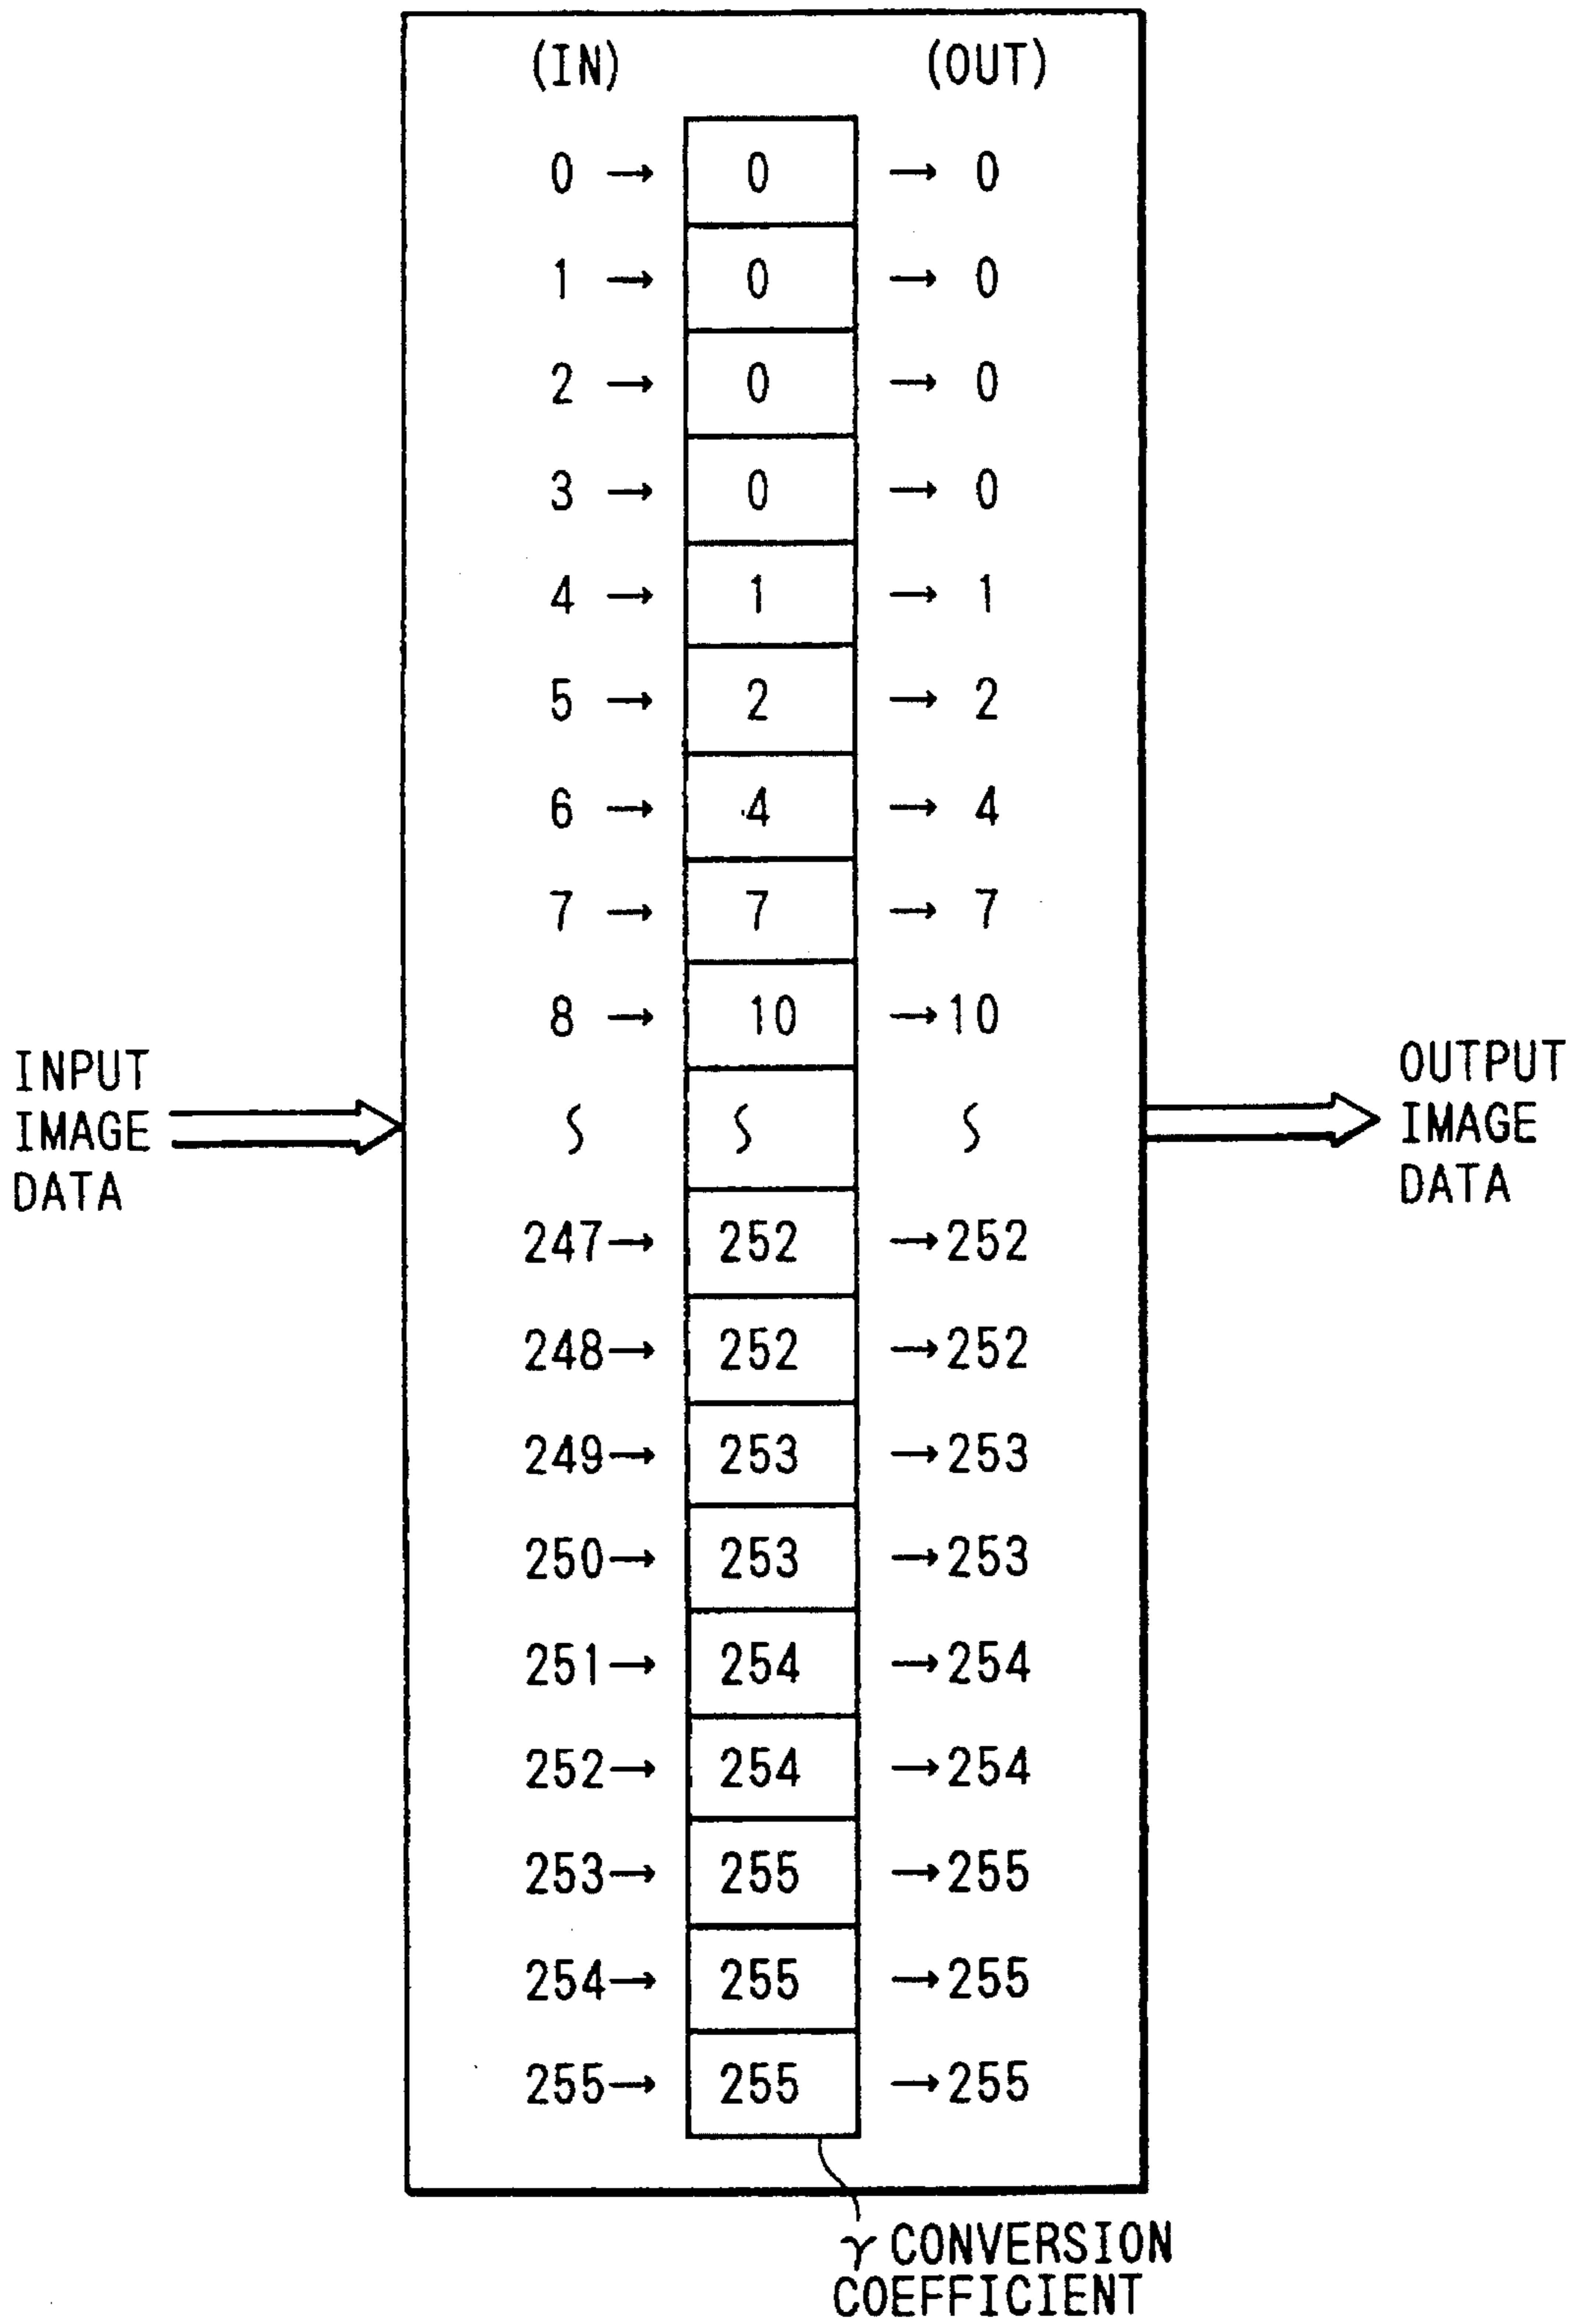 (IN) (OUT)
0 → 0 → 0
1 → 0 → 0
2 → 0 → 0
3 → 0 → 0
4 → 1 → 1
5 → 2 → 2
6 → 4 → 4
7 → 7 → 7
8 → 10 → 10
INPUT
IMAGE
DATA
OUTPUT
IMAGE
DATA
247 → 252 → 252
248 → 252 → 252
249 → 253 → 253
250 → 253 → 253
251 → 254 → 254
252 → 254 → 254
253 → 255 → 255
254 → 255 → 255
255 → 255 → 255
γ CONVERSION
COEFFICIENT